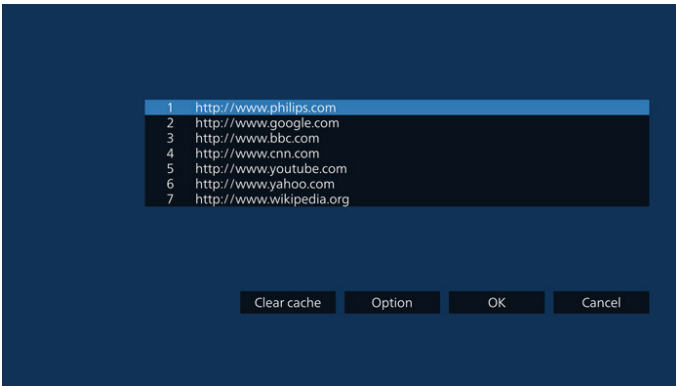 1 http://www.philips.com
2 http://www.google.com
3 http://www.bbc.com
4 http://www.cnn.com
5 http://www.youtube.com
6 http://www.yahoo.com
7 http://www.wikipedia.org
Clear cache Option OK Cancel